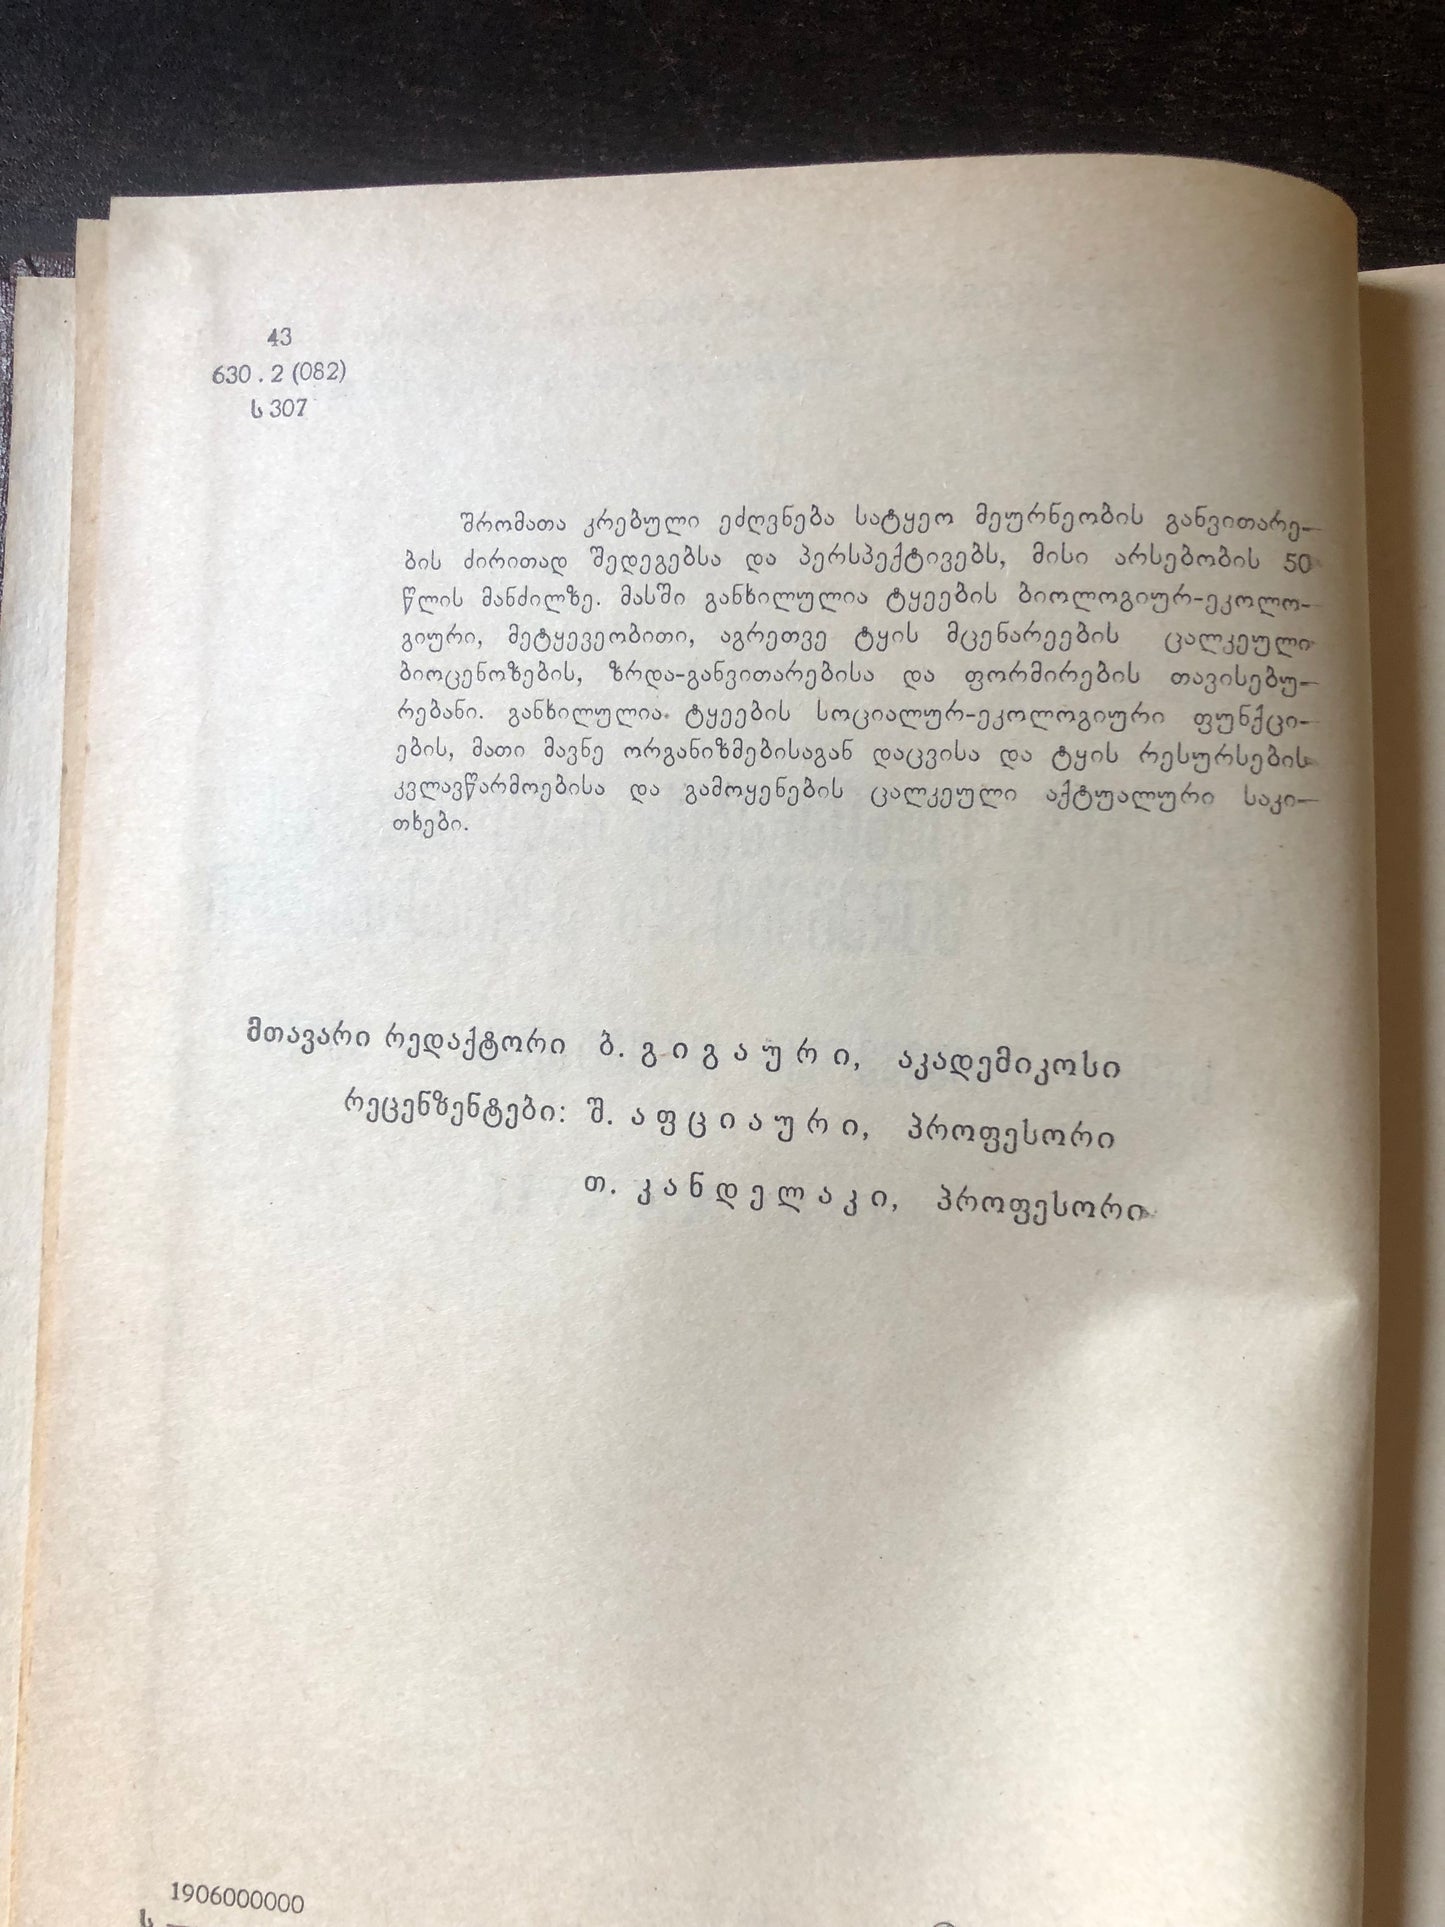 43
630 . 2 (082)
ს 307
შრომათა კრებული ეძღვნება სატყეო მეურნეობის განვითარე-
ბის ძირითად შედეგებსა და პერსპექტივებს, მისი არსებობის 50
წლის მანძილზე. მასში განხილულია ტყეების ბიოლოგიურ-ეკოლო-
გიური, მეტყევეობითი, აგრეთვე ტყის მცენარეების ცალკეული
ბიოცენოზების, ზრდა-განვითარებისა და ფორმირების თავისებუ-
რებანი. განხილულია ტყეების სოციალურ-ეკოლოგიური ფუნქცი-
ების, მათი მავნე ორგანიზმებისაგან დაცვისა და ტყის რესურსების
კვლავწარმოებისა და გამოყენების ცალკეული აქტუალური საკი-
თხები.
მთავარი რედაქტორი ბ. გ ი გ ა უ რ ი, აკადემიკოსი
რეცენზენტები: შ. ა ფ ც ი ა უ რ ი, პროფესორი
თ. კ ა ნ დ ე ლ ა კ ი, პროფესორი
1906000000
ს